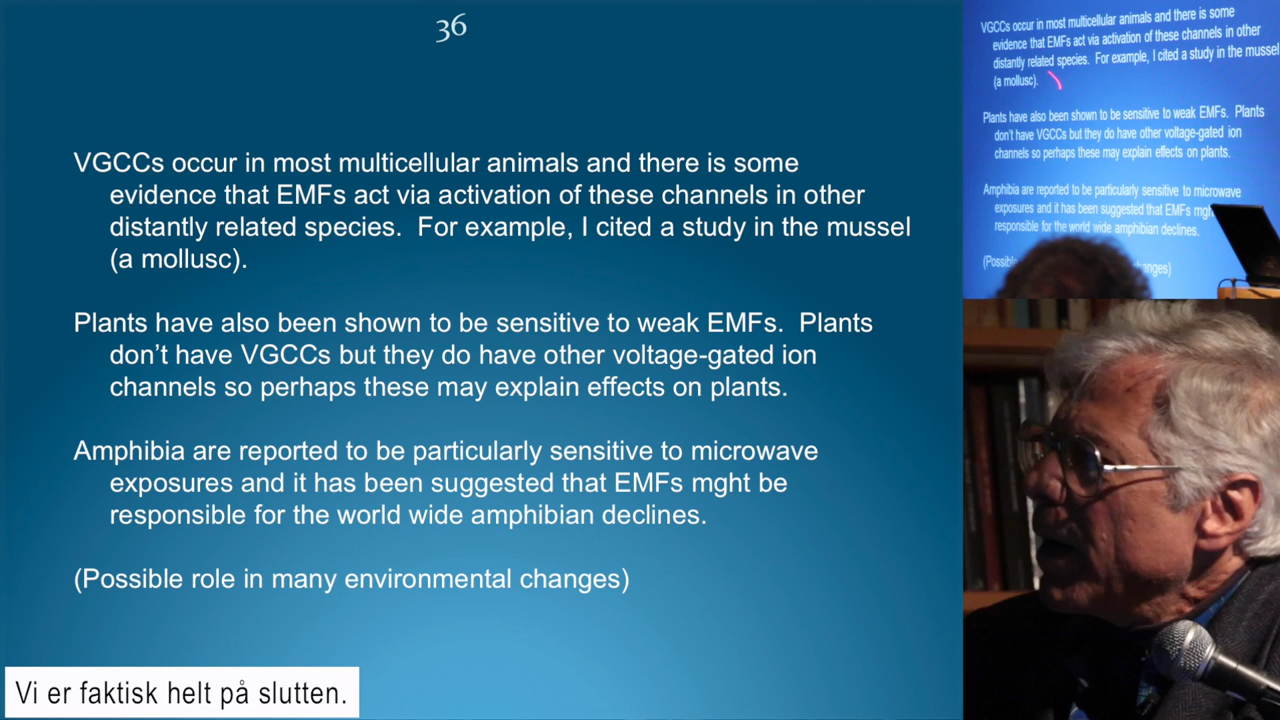 36
VGCCs occur in most multicellular animals and there is some
evidence that EMFs act via activation of these channels in other
distantly related species.  For example, I cited a study in the mussel
(a mollusc).
Plants have also been shown to be sensitive to weak EMFs.  Plants
don’t have VGCCs but they do have other voltage-gated ion
channels so perhaps these may explain effects on plants.
Amphibia are reported to be particularly sensitive to microwave
exposures and it has been suggested that EMFs mght be
responsible for the world wide amphibian declines.
(Possible role in many environmental changes)
Vi er faktisk helt på slutten.
VGCCs occur in most multicellular animals and there is some
evidence that EMFs act via activation of these channels in other
distantly related species.  For example, I cited a study in the mussel
(a mollusc).
Plants have also been shown to be sensitive to weak EMFs.  Plants
don't have VGCCs but they do have other voltage-gated ion
channels so perhaps these may explain effects on plants.
Amphibia are reported to be particularly sensitive to microwave
exposures and it has been suggested that EMFs mgh
responsible for the world wide amphibian declines.
(Possib hanges)